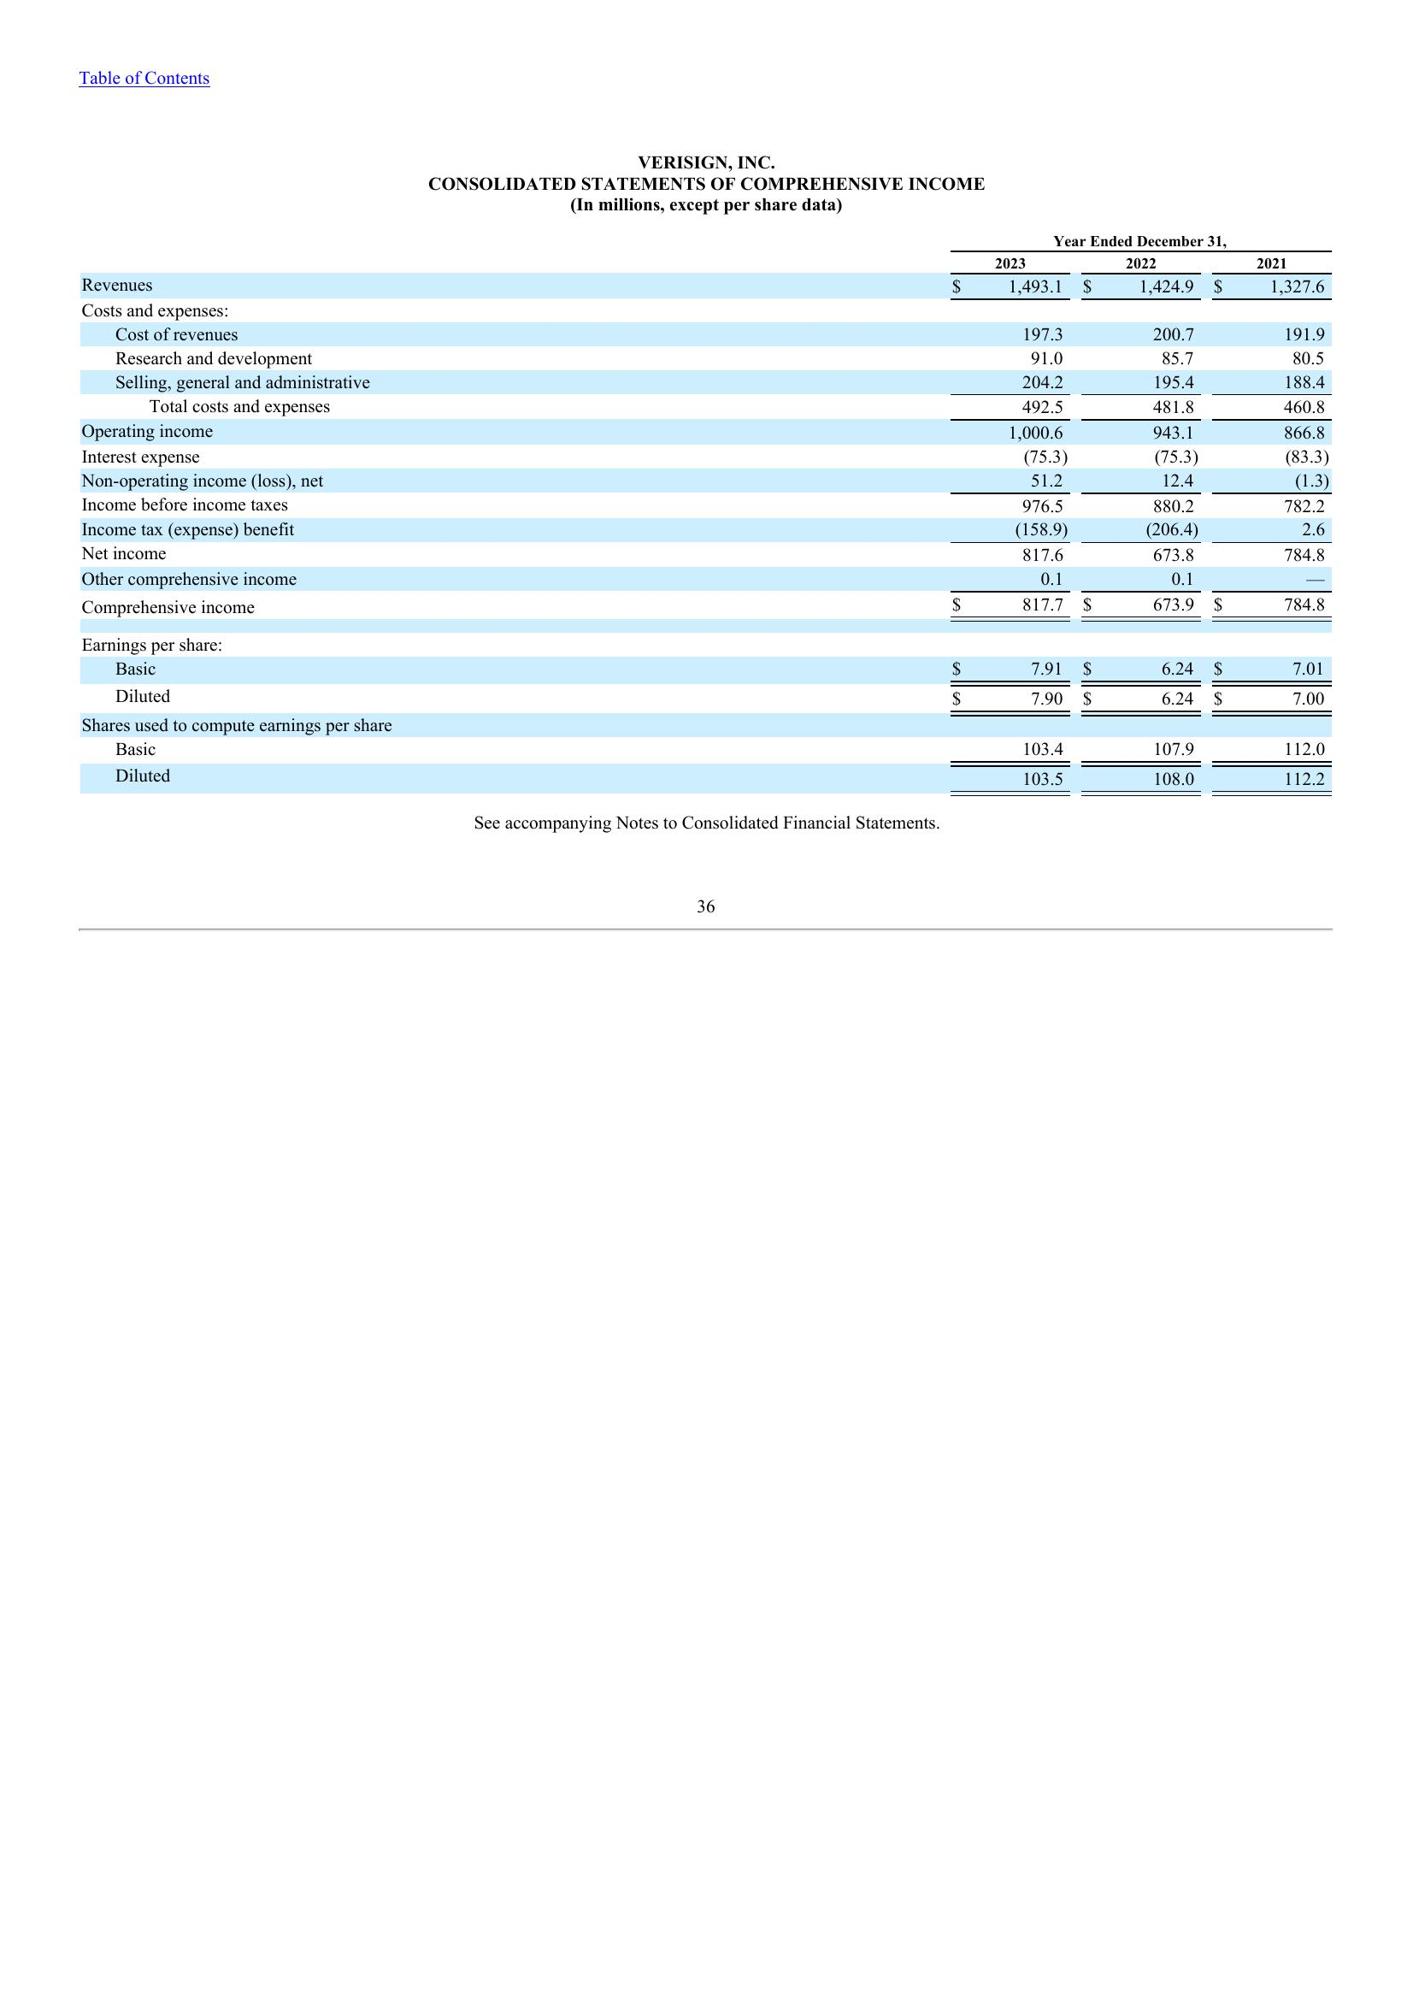 Table of Contents
VERISIGN, INC.
CONSOLIDATED STATEMENTS OF COMPREHENSIVE INCOME
(In millions, except per share data)
Year Ended December 31,
2023 2022 2021
Revenues $ 1,493.1 $ 1,424.9 $ 1,327.6
Costs and expenses:
Cost of revenues 197.3 200.7 191.9
Research and development 91.0 85.7 80.5
Selling, general and administrative 204.2 195.4 188.4
Total costs and expenses 492.5 481.8 460.8
Operating income 1,000.6 943.1 866.8
Interest expense (75.3) (75.3) (83.3)
Non-operating income (loss), net 51.2 12.4 (1.3)
Income before income taxes 976.5 880.2 782.2
Income tax (expense) benefit (158.9) (206.4) 2.6
Net income 817.6 673.8 784.8
Other comprehensive income 0.1 0.1 —
Comprehensive income $ 817.7 $ 673.9 $ 784.8
Earnings per share:
Basic $ 7.91 $ 6.24 $ 7.01
Diluted $ 7.90 $ 6.24 $ 7.00
Shares used to compute earnings per share
Basic 103.4 107.9 112.0
Diluted 103.5 108.0 112.2
See accompanying Notes to Consolidated Financial Statements.
36